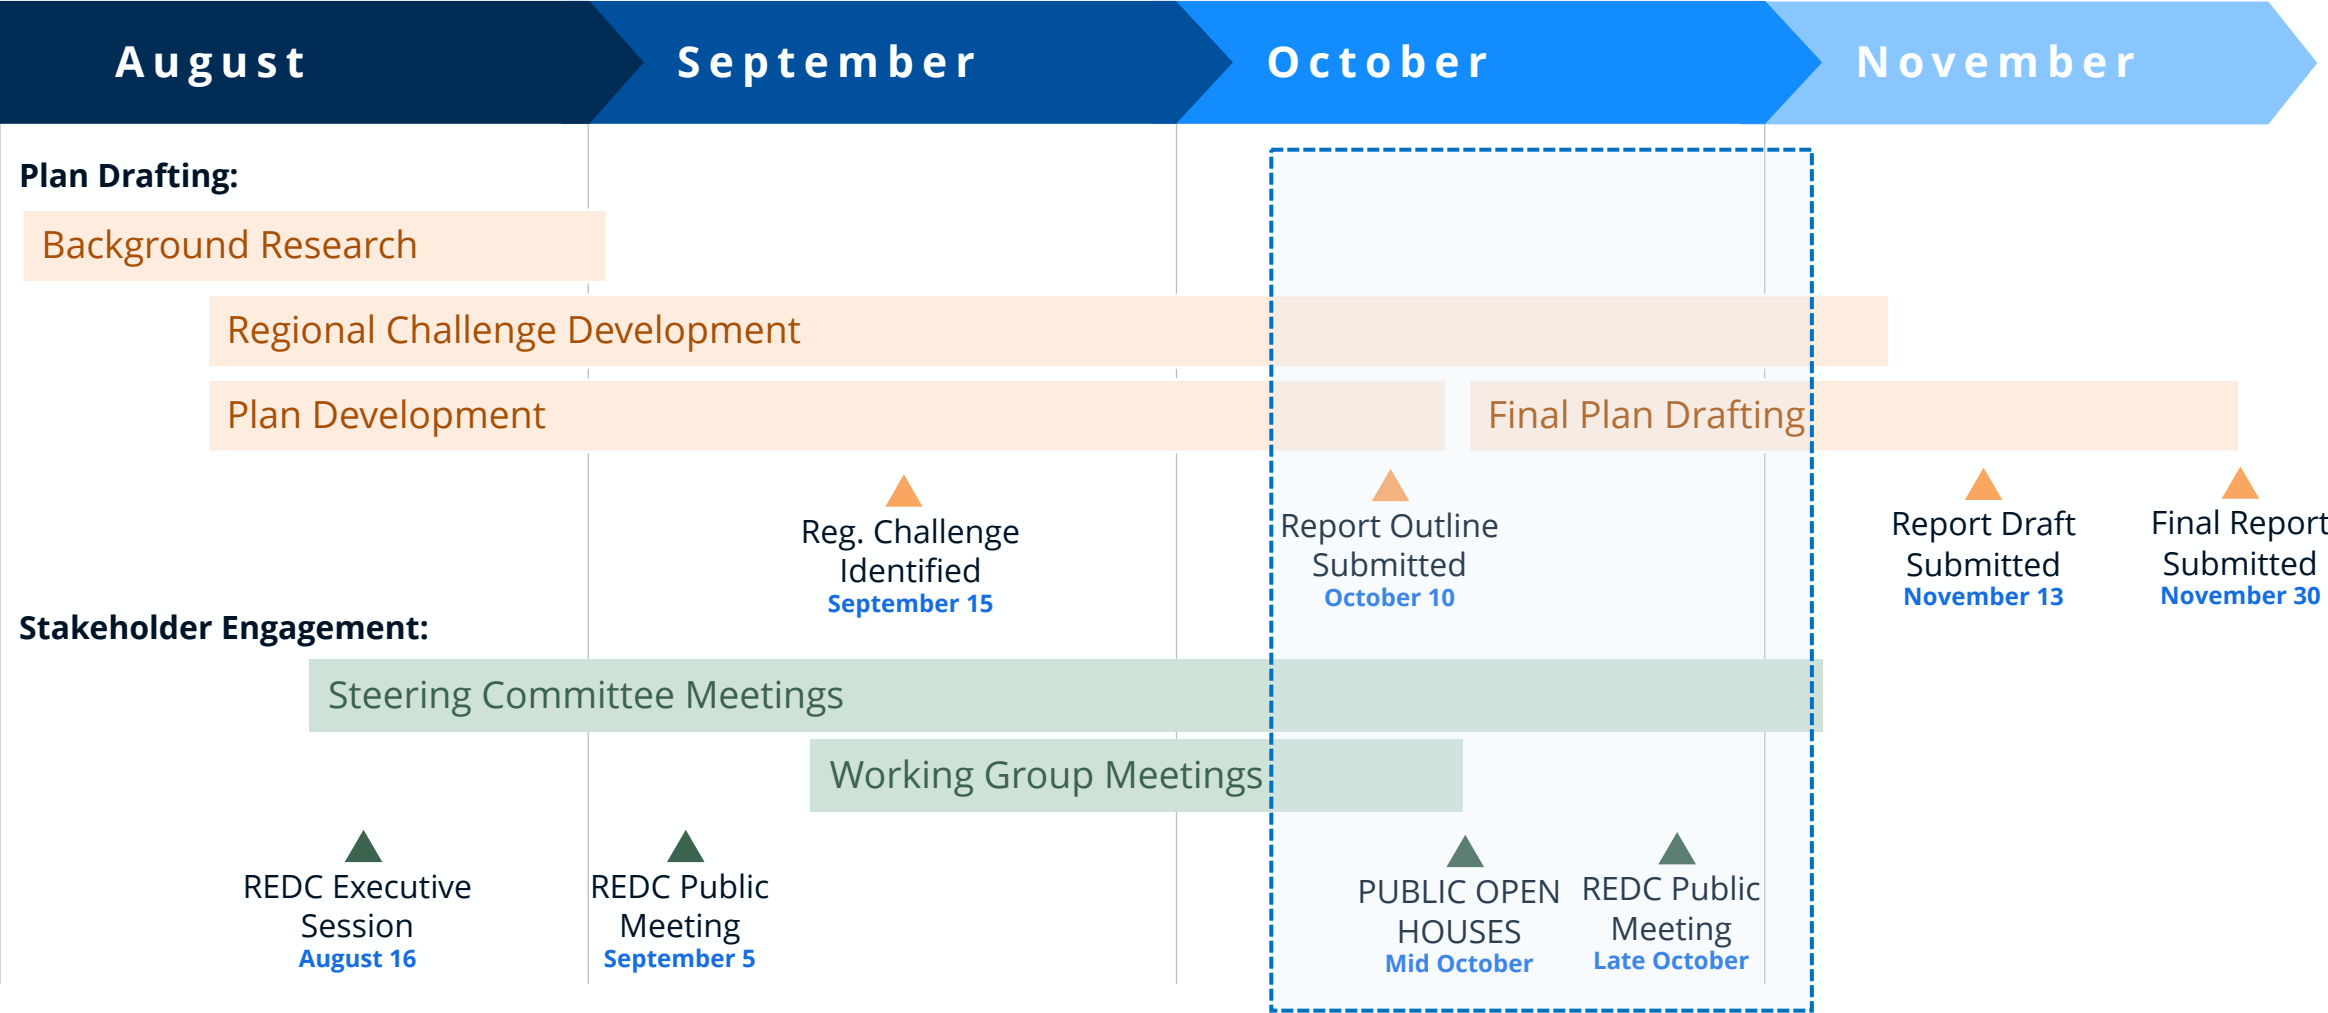 August
September
October
November
Plan Drafting:
Background Research
Regional Challenge Development
Plan Development
Final Plan Drafting
Reg. Challenge
Identified
September 15
Report Outline
Submitted
October 10
Report Draft
Submitted
November 13
Final Report
Submitted
November 30
Stakeholder Engagement:
Steering Committee Meetings
Working Group Meetings
REDC Executive
Session
August 16
REDC Public
Meeting
September 5
PUBLIC OPEN
HOUSES
Mid October
REDC Public
Meeting
Late October